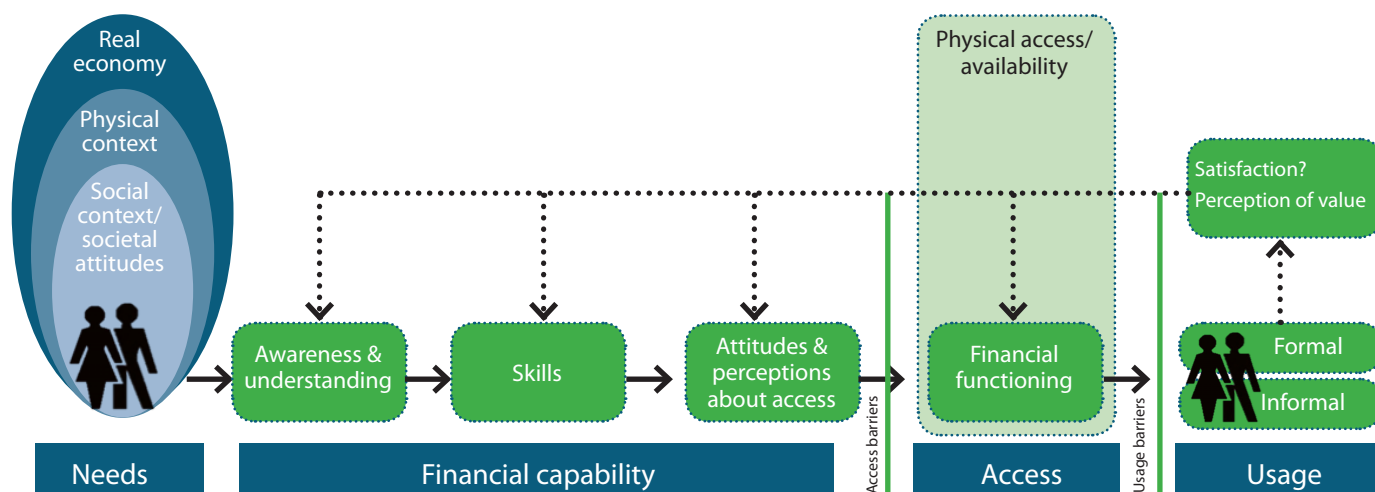 Real
economy
Physical
context
Social
context/
societal
attitudes
Physical access/
availability
Satisfaction?
Perception of value
Awareness &
understanding
Skills
Attitudes &
perceptions
about access
Financial
functioning
Formal
Informal
Access barriers
Usage barriers
Needs
Financial capability
Access
Usage